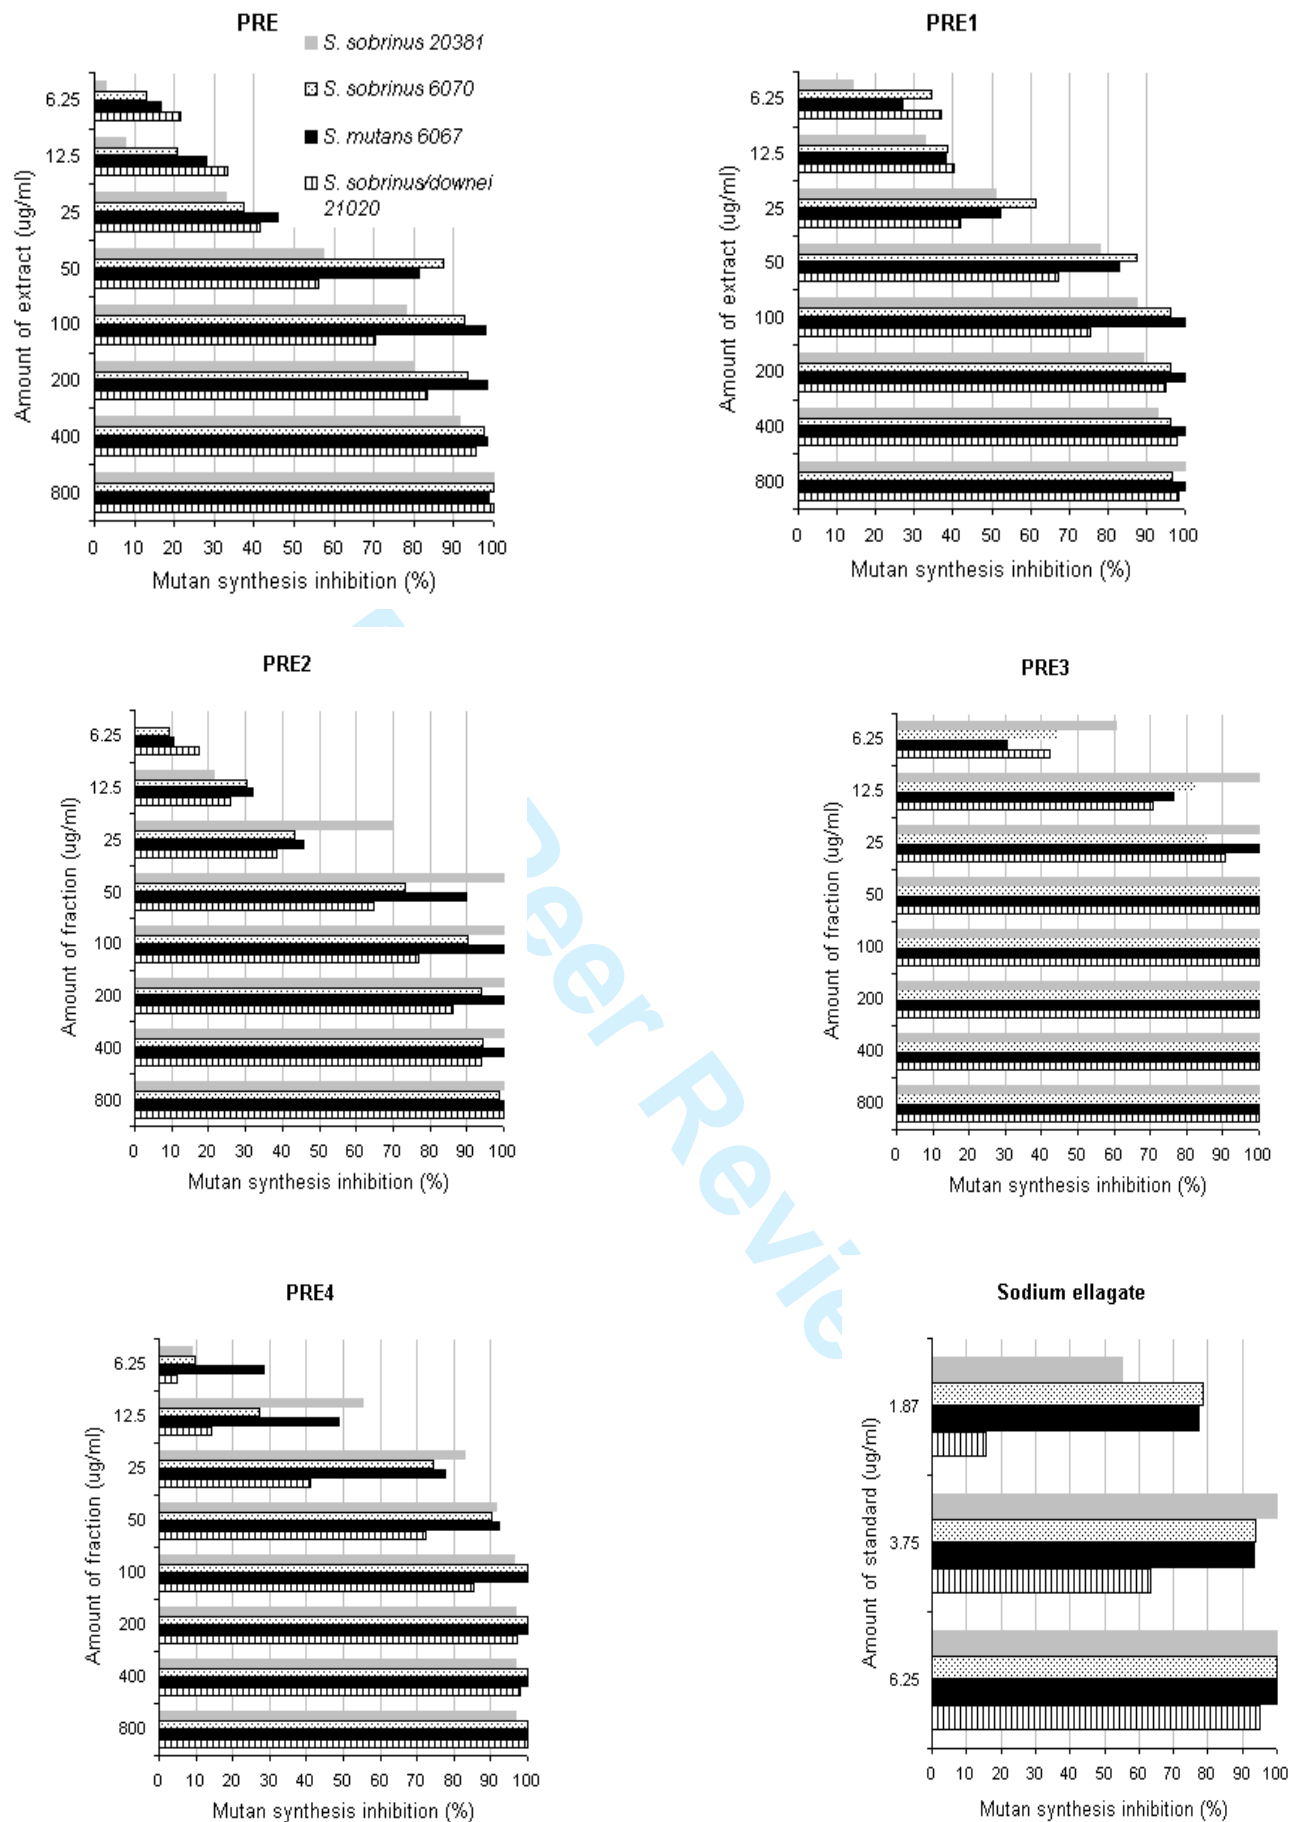 PRE
S. sobrinus 20381
S. sobrinus 6070
S. mutans 6067
S. sobrinus/downei
21020
Amount of extract (ug/ml)
6.25
12.5
25
50
100
200
400
800
0 10 20 30 40 50 60 70 80 90 100
Mutan synthesis inhibition (%)
PRE1
Amount of extract (ug/ml)
6.25
12.5
25
50
100
200
400
800
0 10 20 30 40 50 60 70 80 90 100
Mutan synthesis inhibition (%)
PRE2
Amount of fraction (ug/ml)
6.25
12.5
25
50
100
200
400
800
0 10 20 30 40 50 60 70 80 90 100
Mutan synthesis inhibition (%)
PRE3
Amount of fraction (ug/ml)
6.25
12.5
25
50
100
200
400
800
0 10 20 30 40 50 60 70 80 90 100
Mutan synthesis inhibition (%)
Peer Revie
PRE4
Amount of fraction (ug/ml)
6.25
12.5
25
50
100
200
400
800
0 10 20 30 40 50 60 70 80 90 100
Mutan synthesis inhibition (%)
Sodium ellagate
Amount of standard (ug/ml)
1.87
3.75
6.25
0 10 20 30 40 50 60 70 80 90 100
Mutan synthesis inhibition (%)